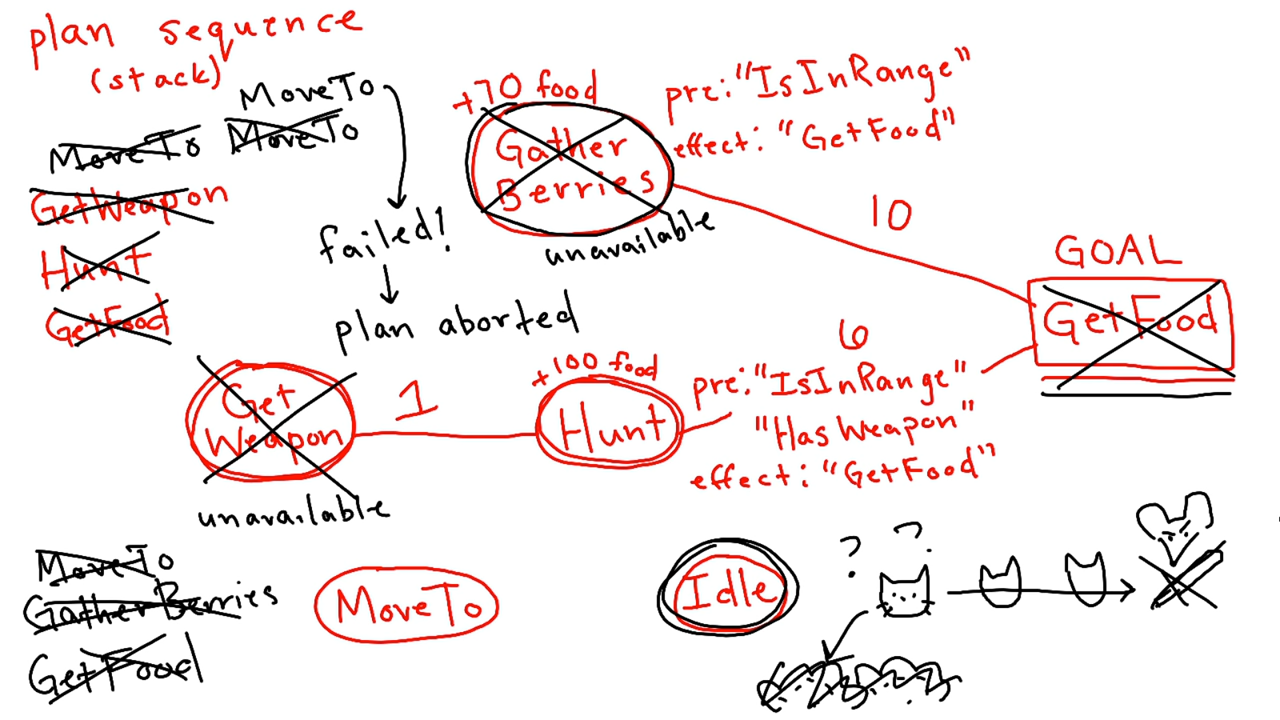 plan sequence
(stack)
MoveTo
MoveTo MoveTo
GetWeapon
Hunt
GetFood
failed!
plan aborted
+70 food
Gather
Berries
unavailable
pre: "IsInRange"
effect: "GetFood"
10
GOAL
GetFood
6
Get
Weapon
unavailable
1
+100 food
Hunt
pre: "IsInRange"
"HasWeapon"
effect: "GetFood"
MoveTo
GatherBerries
GetFood
MoveTo
Idle
? ?